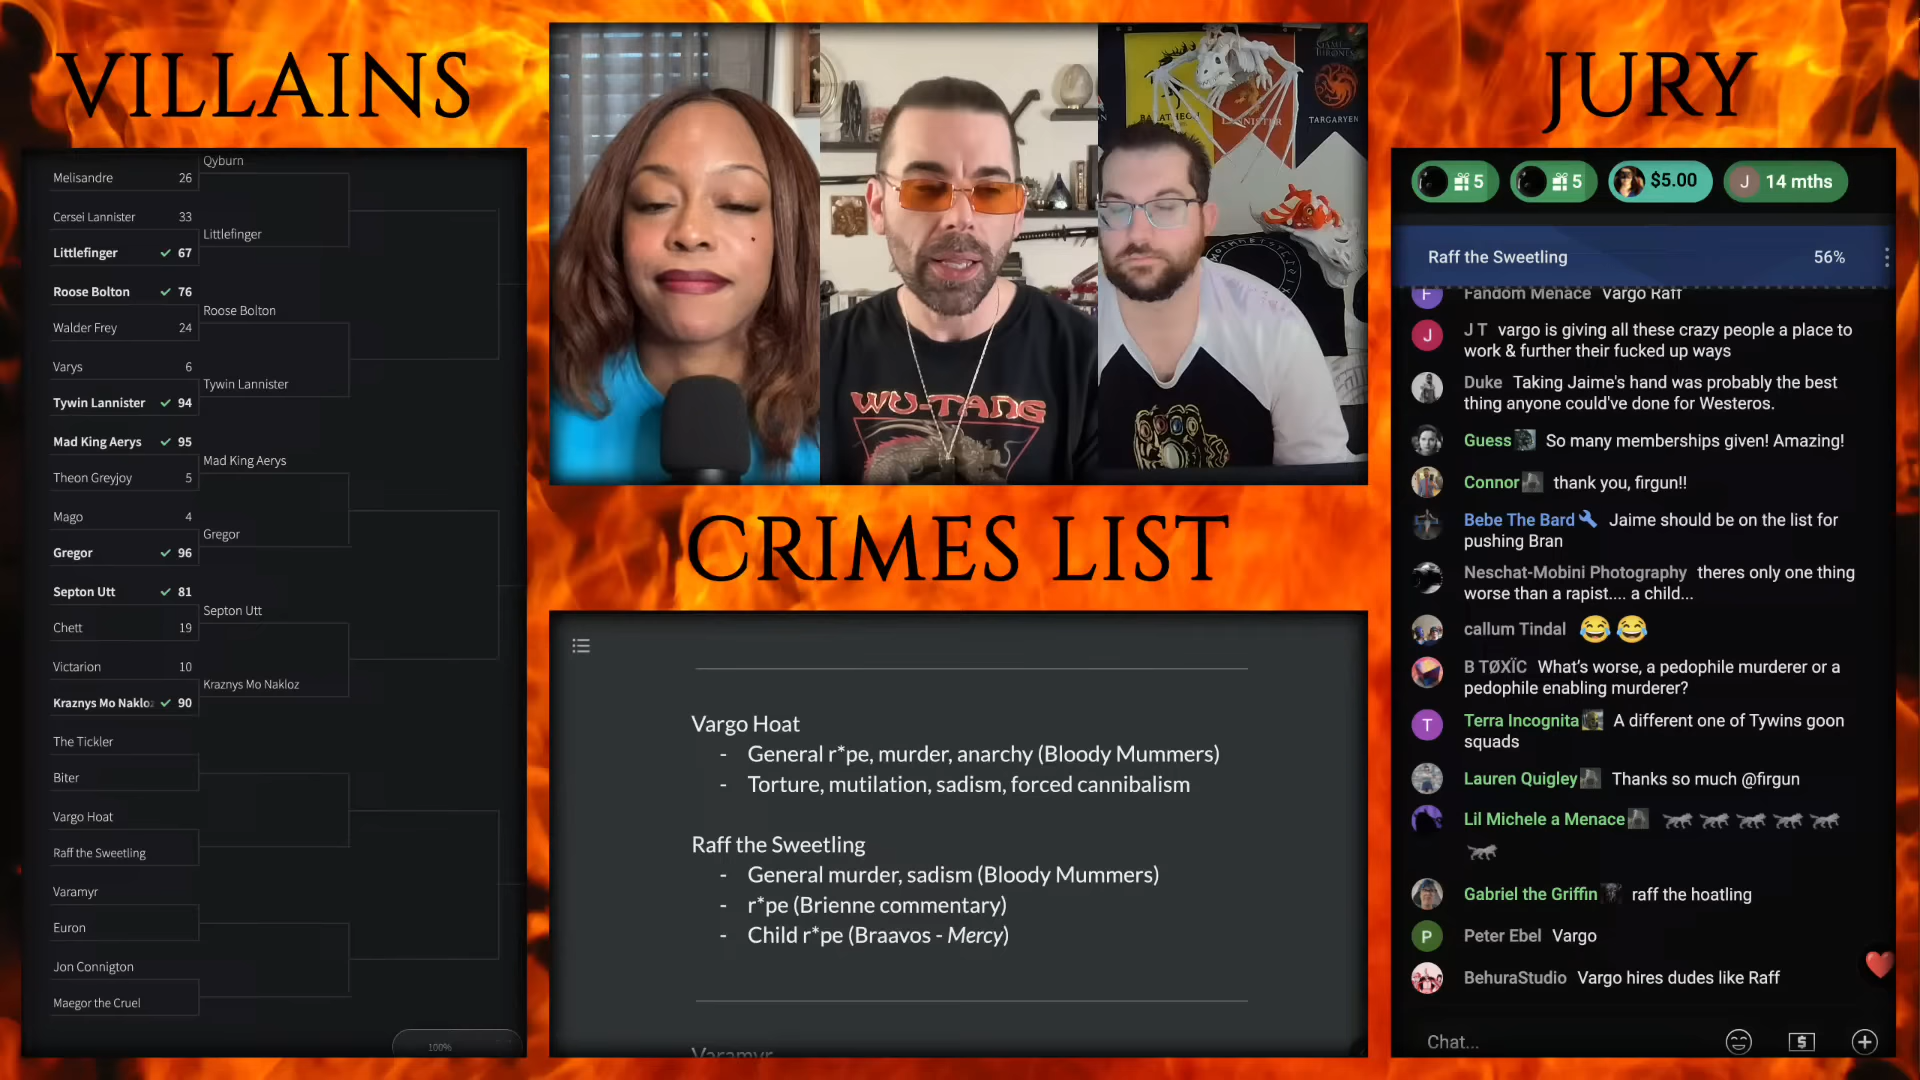 VILLAINS
Qyburn
Melisandre 26
Cersei Lannister 33
Littlefinger
Littlefinger ✓ 67
Roose Bolton ✓ 76
Roose Bolton
Walder Frey 24
Varys 6
Tywin Lannister
Tywin Lannister ✓ 94
Mad King Aerys ✓ 95
Mad King Aerys
Theon Greyjoy 5
Mago 4
Gregor
Gregor ✓ 96
Septon Utt ✓ 81
Septon Utt
Chett 19
Victarion 10
Kraznys Mo Nakloz
Kraznys Mo Nakloz ✓ 90
The Tickler
Biter
Vargo Hoat
Raff the Sweetling
Varamyr
Euron
Jon Connigton
Maegor the Cruel
100%
WU-TANG
GAME THRONES
BARATHEON
LANNISTER
TARGARYEN
CRIMES LIST
Vargo Hoat
- General r*pe, murder, anarchy (Bloody Mummers)
- Torture, mutilation, sadism, forced cannibalism
Raff the Sweetling
- General murder, sadism (Bloody Mummers)
- r*pe (Brienne commentary)
- Child r*pe (Braavos - Mercy)
Varamyr
JURY
5 5 $5.00 J 14 mths
Raff the Sweetling 56%
F Fandom Menace Vargo Raff
J J T vargo is giving all these crazy people a place to
work & further their fucked up ways
Duke Taking Jaime's hand was probably the best
thing anyone could've done for Westeros.
Guess So many memberships given! Amazing!
Connor thank you, firgun!!
Bebe The Bard Jaime should be on the list for
pushing Bran
Neschat-Mobini Photography theres only one thing
worse than a rapist.... a child...
callum Tindal 😂 😂
B TØXÏC What's worse, a pedophile murderer or a
pedophile enabling murderer?
T Terra Incognita A different one of Tywins goon
squads
Lauren Quigley Thanks so much @firgun
Lil Michele a Menace
Gabriel the Griffin raff the hoatling
P Peter Ebel Vargo
BehuraStudio Vargo hires dudes like Raff
Chat...